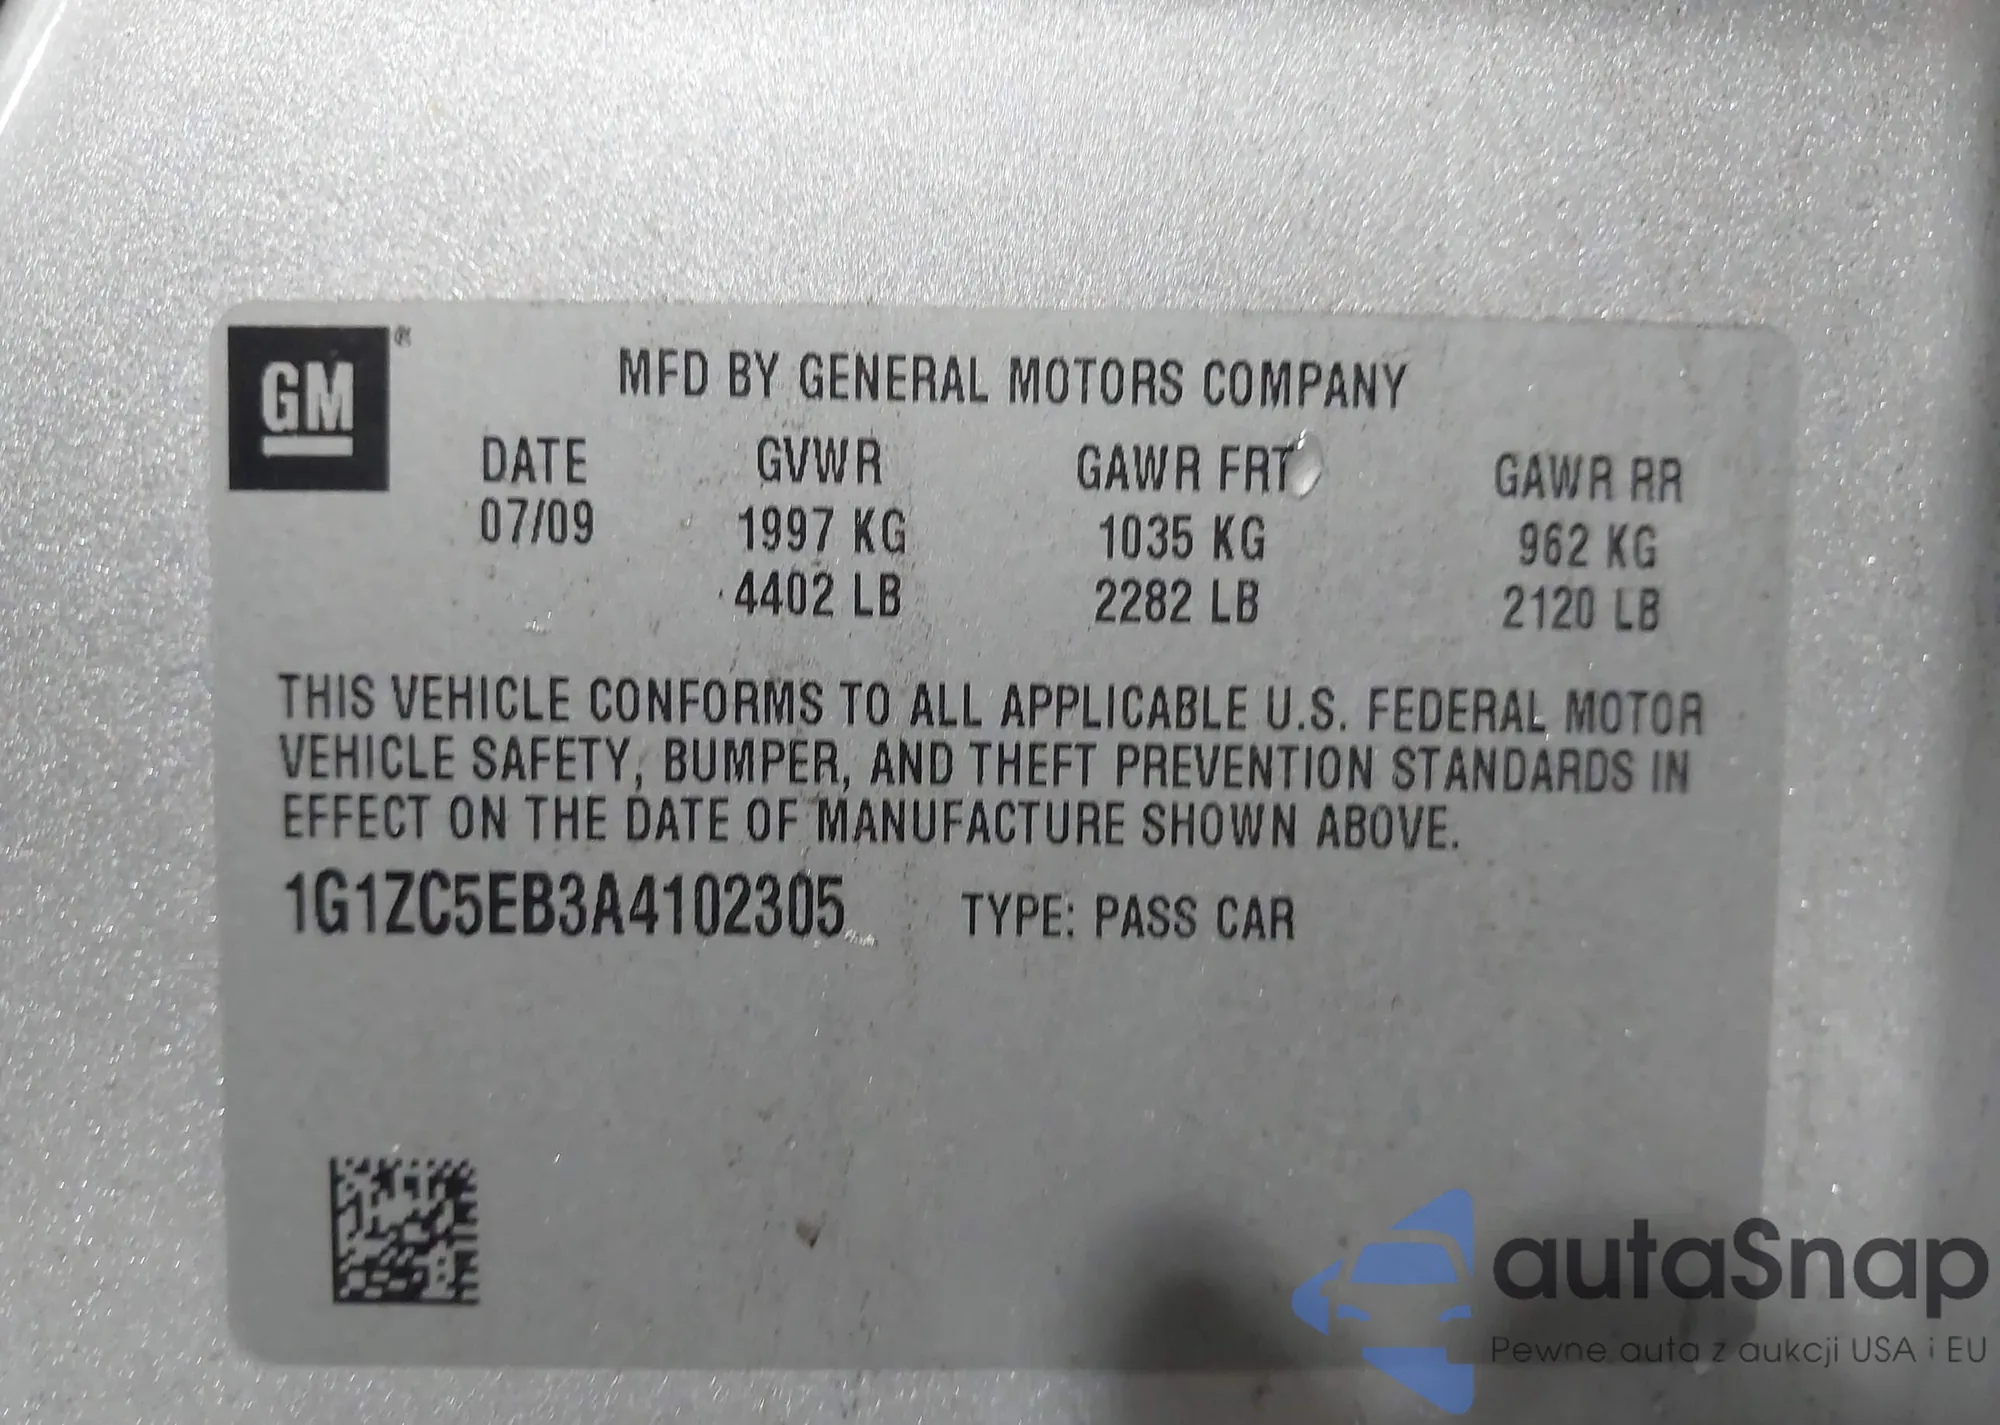 GM ®
MFD BY GENERAL MOTORS COMPANY
DATE GVWR GAWR FRT GAWR RR
07/09 1997 KG 1035 KG 962 KG
4402 LB 2282 LB 2120 LB
THIS VEHICLE CONFORMS TO ALL APPLICABLE U.S. FEDERAL MOTOR
VEHICLE SAFETY, BUMPER, AND THEFT PREVENTION STANDARDS IN
EFFECT ON THE DATE OF MANUFACTURE SHOWN ABOVE.
1G1ZC5EB3A4102305 TYPE: PASS CAR
autaSnap
Pewne auta z aukcji USA i EU